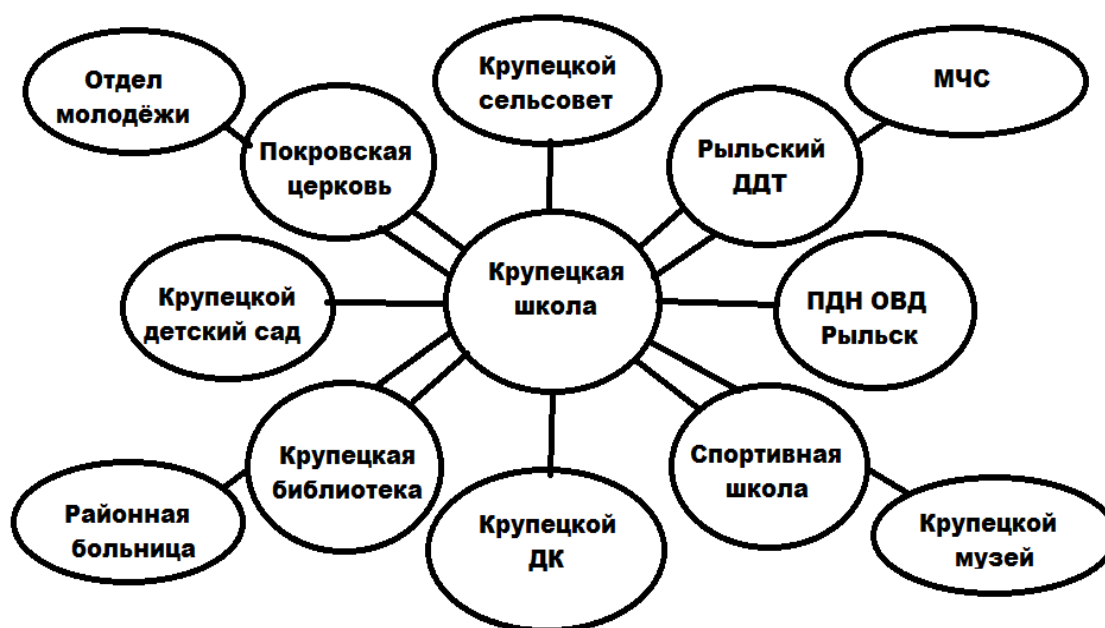 Отдел
молодёжи
Крупецкой
сельсовет
МЧС
Покровская
церковь
Рыльский
ДДТ
Крупецкая
школа
Крупецкой
детский сад
ПДН ОВД
Рыльск
Крупецкая
библиотека
Спортивная
школа
Районная
больница
Крупецкой
ДК
Крупецкой
музей